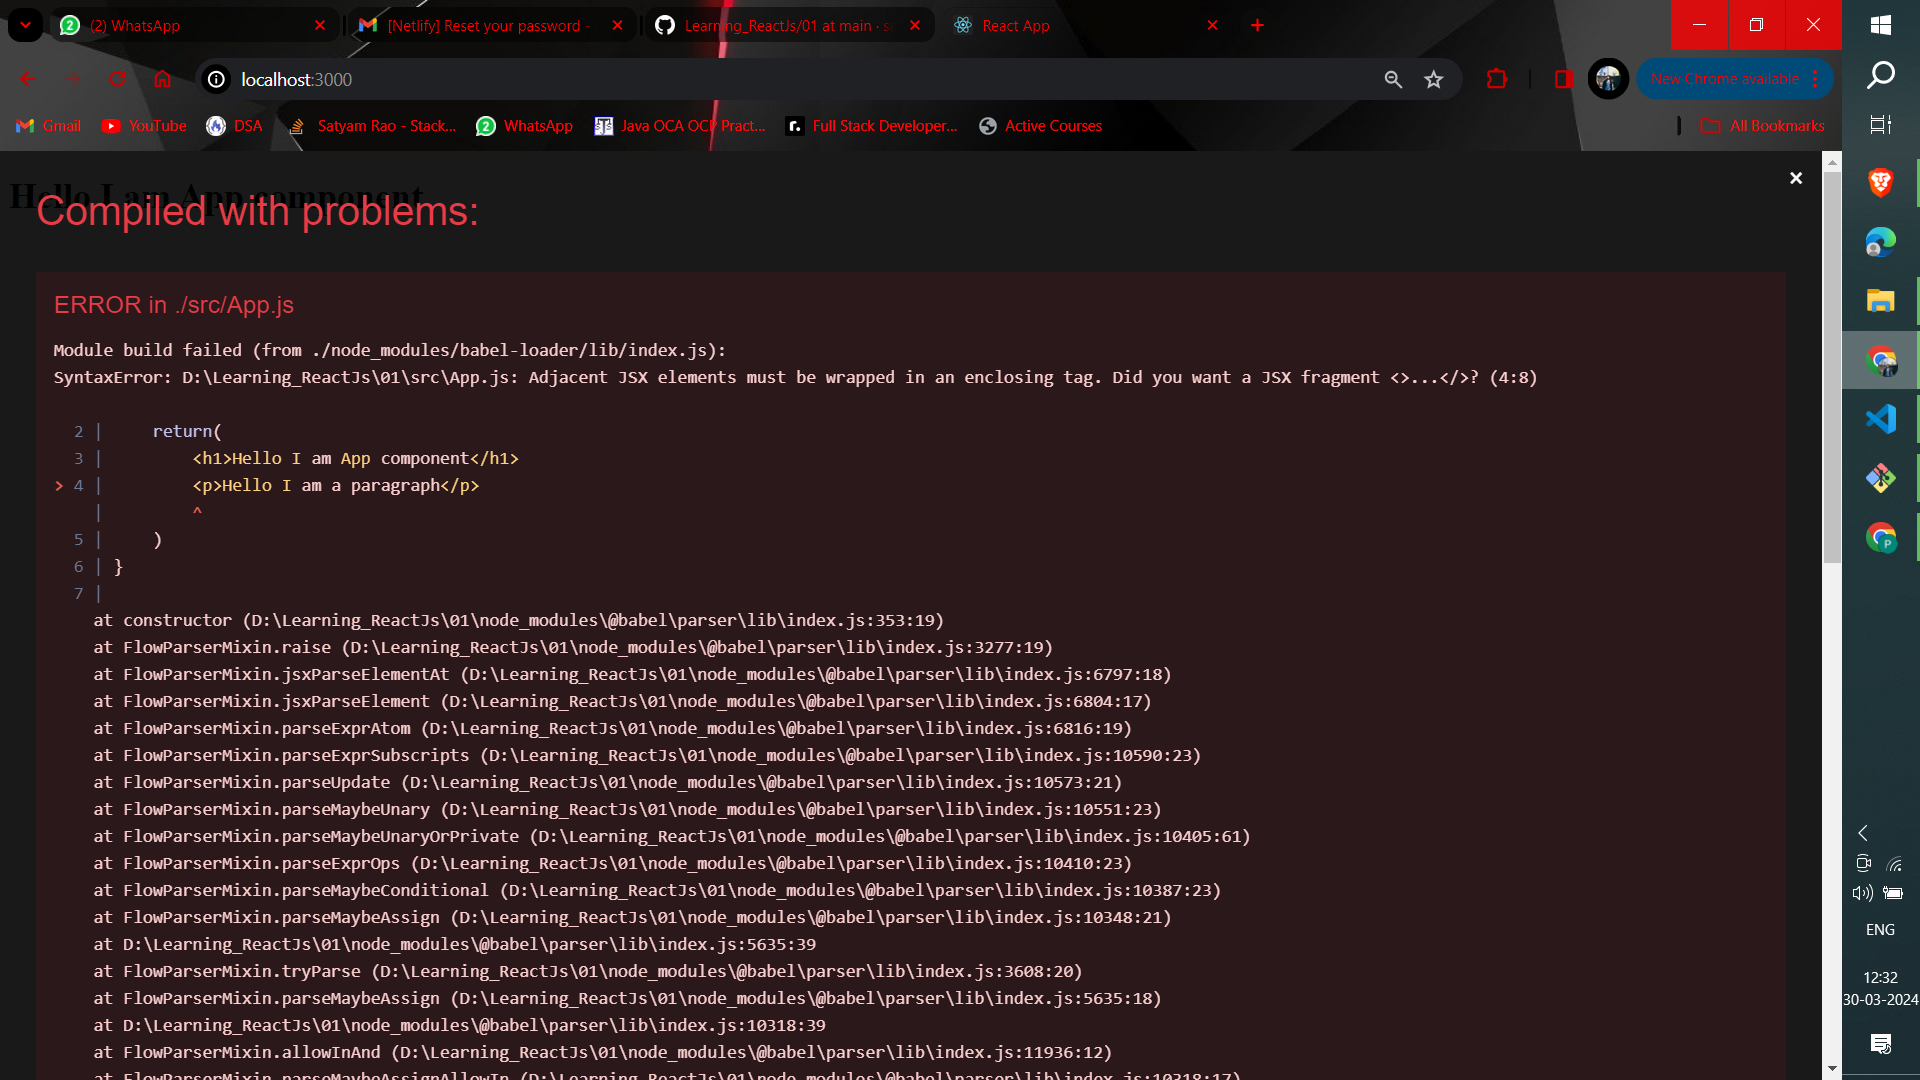 (2) WhatsApp
[Netlify] Reset your password -
Learning_ReactJs/01 at main · s
React App
localhost:3000
New Chrome available
Gmail
YouTube
DSA
Satyam Rao - Stack...
2 WhatsApp
Java OCA OCP Pract...
r. Full Stack Developer...
Active Courses
All Bookmarks
Hello I am App component
Compiled with problems:
ERROR in ./src/App.js
Module build failed (from ./node_modules/babel-loader/lib/index.js):
SyntaxError: D:\Learning_ReactJs\01\src\App.js: Adjacent JSX elements must be wrapped in an enclosing tag. Did you want a JSX fragment <>...</>? (4:8)
2 | return(
3 | <h1>Hello I am App component</h1>
> 4 | <p>Hello I am a paragraph</p>
| ^
5 | )
6 | }
7 |
at constructor (D:\Learning_ReactJs\01\node_modules\@babel\parser\lib\index.js:353:19)
at FlowParserMixin.raise (D:\Learning_ReactJs\01\node_modules\@babel\parser\lib\index.js:3277:19)
at FlowParserMixin.jsxParseElementAt (D:\Learning_ReactJs\01\node_modules\@babel\parser\lib\index.js:6797:18)
at FlowParserMixin.jsxParseElement (D:\Learning_ReactJs\01\node_modules\@babel\parser\lib\index.js:6804:17)
at FlowParserMixin.parseExprAtom (D:\Learning_ReactJs\01\node_modules\@babel\parser\lib\index.js:6816:19)
at FlowParserMixin.parseExprSubscripts (D:\Learning_ReactJs\01\node_modules\@babel\parser\lib\index.js:10590:23)
at FlowParserMixin.parseUpdate (D:\Learning_ReactJs\01\node_modules\@babel\parser\lib\index.js:10573:21)
at FlowParserMixin.parseMaybeUnary (D:\Learning_ReactJs\01\node_modules\@babel\parser\lib\index.js:10551:23)
at FlowParserMixin.parseMaybeUnaryOrPrivate (D:\Learning_ReactJs\01\node_modules\@babel\parser\lib\index.js:10405:61)
at FlowParserMixin.parseExprOps (D:\Learning_ReactJs\01\node_modules\@babel\parser\lib\index.js:10410:23)
at FlowParserMixin.parseMaybeConditional (D:\Learning_ReactJs\01\node_modules\@babel\parser\lib\index.js:10387:23)
at FlowParserMixin.parseMaybeAssign (D:\Learning_ReactJs\01\node_modules\@babel\parser\lib\index.js:10348:21)
at D:\Learning_ReactJs\01\node_modules\@babel\parser\lib\index.js:5635:39
at FlowParserMixin.tryParse (D:\Learning_ReactJs\01\node_modules\@babel\parser\lib\index.js:3608:20)
at FlowParserMixin.parseMaybeAssign (D:\Learning_ReactJs\01\node_modules\@babel\parser\lib\index.js:5635:18)
at D:\Learning_ReactJs\01\node_modules\@babel\parser\lib\index.js:10318:39
at FlowParserMixin.allowInAnd (D:\Learning_ReactJs\01\node_modules\@babel\parser\lib\index.js:11936:12)
at FlowParserMixin.parseMaybeAssignAllowIn (D:\Learning_ReactJs\01\node_modules\@babel\parser\lib\index.js:10318:17)
ENG
12:32
30-03-2024